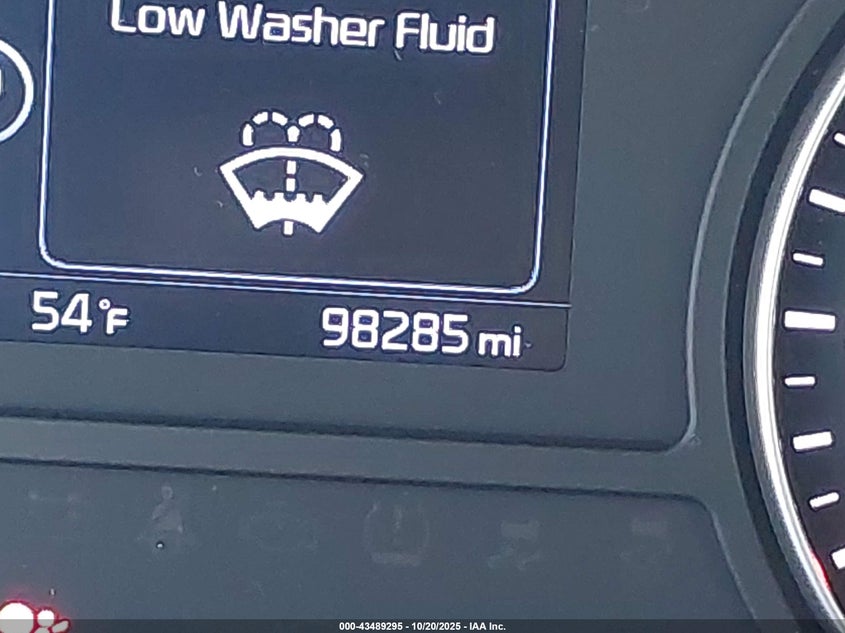 Low Washer Fluid
54°F 98285 mi
000-43489295 - 10/20/2025 - IAA Inc.